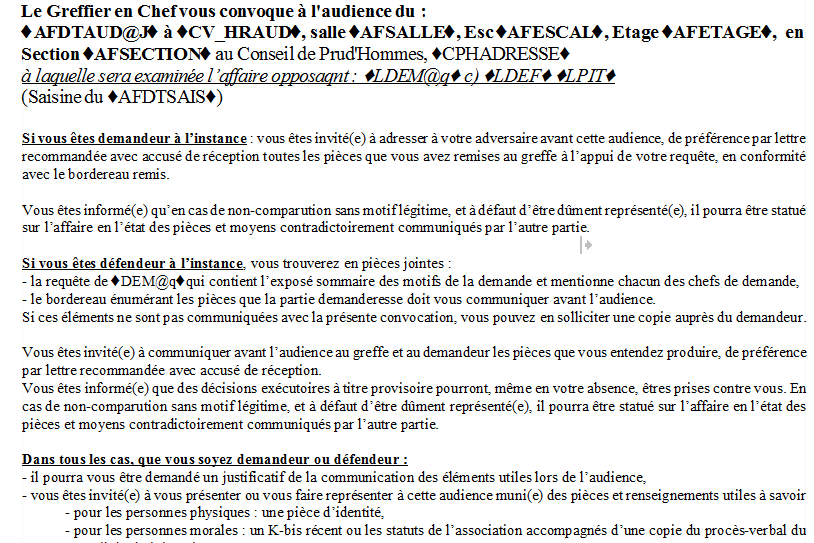 Le Greffier en Chef vous convoque à l'audience du :
♦AFDTAUD@J♦ à ♦CV_HRAUD♦, salle ♦AFSALLE♦, Esc ♦AFESCAL♦, Etage ♦AFETAGE♦, en
Section ♦AFSECTION♦ au Conseil de Prud'Hommes, ♦CPHADRESSE♦
à laquelle sera examinée l’affaire opposaqnt : ♦LDEM@q♦ c) ♦LDEF♦ ♦LPIT♦
(Saisine du ♦AFDTSAIS♦)
Si vous êtes demandeur à l’instance : vous êtes invité(e) à adresser à votre adversaire avant cette audience, de préférence par lettre
recommandée avec accusé de réception toutes les pièces que vous avez remises au greffe à l’appui de votre requête, en conformité
avec le bordereau remis.
Vous êtes informé(e) qu’en cas de non-comparution sans motif légitime, et à défaut d’être dûment représenté(e), il pourra être statué
sur l’affaire en l’état des pièces et moyens contradictoirement communiqués par l’autre partie.
Si vous êtes défendeur à l’instance, vous trouverez en pièces jointes :
- la requête de ♦DEM@q♦ qui contient l’exposé sommaire des motifs de la demande et mentionne chacun des chefs de demande,
- le bordereau énumérant les pièces que la partie demanderesse doit vous communiquer avant l’audience.
Si ces éléments ne sont pas communiquées avec la présente convocation, vous pouvez en solliciter une copie auprès du demandeur.
Vous êtes invité(e) à communiquer avant l’audience au greffe et au demandeur les pièces que vous entendez produire, de préférence
par lettre recommandée avec accusé de réception.
Vous êtes informé(e) que des décisions exécutoires à titre provisoire pourront, même en votre absence, êtres prises contre vous. En
cas de non-comparution sans motif légitime, et à défaut d’être dûment représenté(e), il pourra être statué sur l’affaire en l’état des
pièces et moyens contradictoirement communiqués par l’autre partie.
Dans tous les cas, que vous soyez demandeur ou défendeur :
- il pourra vous être demandé un justificatif de la communication des éléments utiles lors de l’audience,
- vous êtes invité(e) à vous présenter ou vous faire représenter à cette audience muni(e) des pièces et renseignements utiles à savoir
- pour les personnes physiques : une pièce d’identité,
- pour les personnes morales : un K-bis récent ou les statuts de l’association accompagnés d’une copie du procès-verbal du